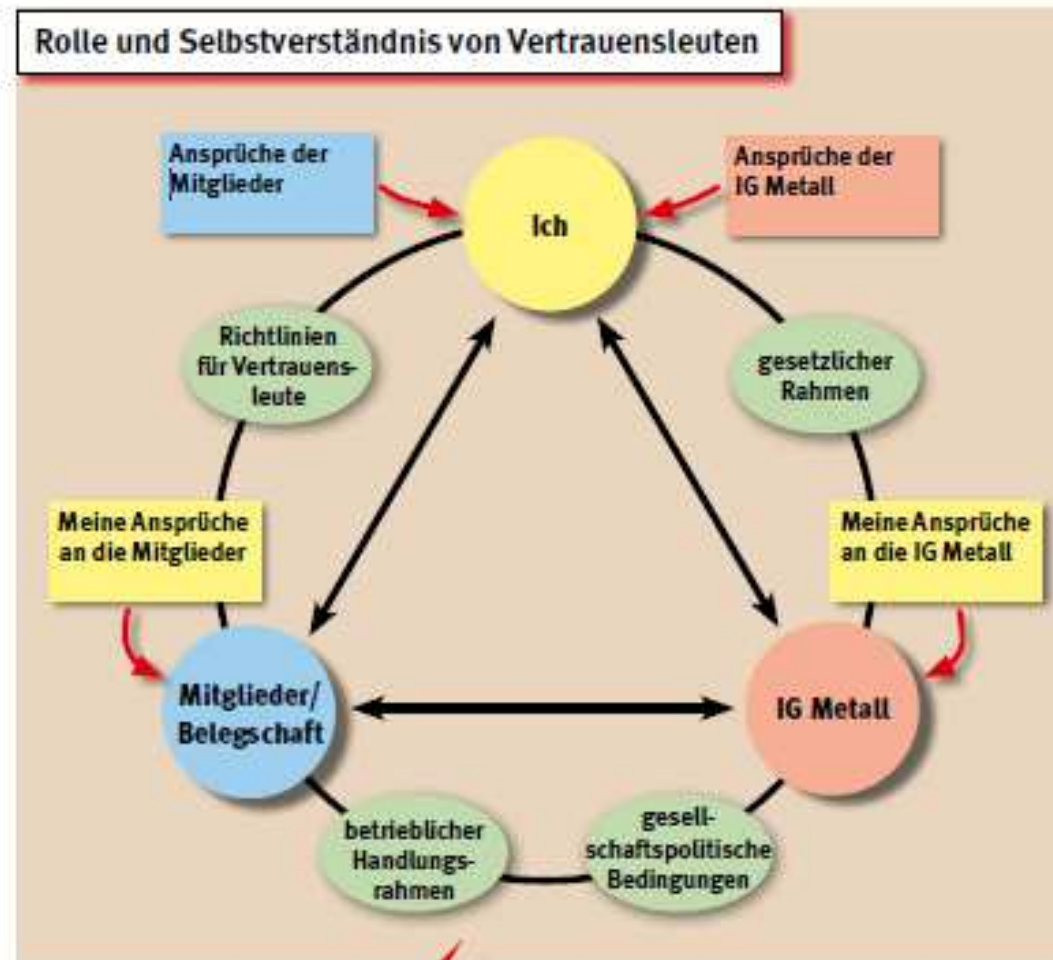 Rolle und Selbstverständnis von Vertrauensleuten
Ansprüche der
Mitglieder
Ansprüche der
IG Metall
Ich
Richtlinien
für Vertrauens-
leute
gesetzlicher
Rahmen
Meine Ansprüche
an die Mitglieder
Meine Ansprüche
an die IG Metall
Mitglieder/
Belegschaft
IG Metall
betrieblicher
Handlungs-
rahmen
gesell-
schaftspolitische
Bedingungen